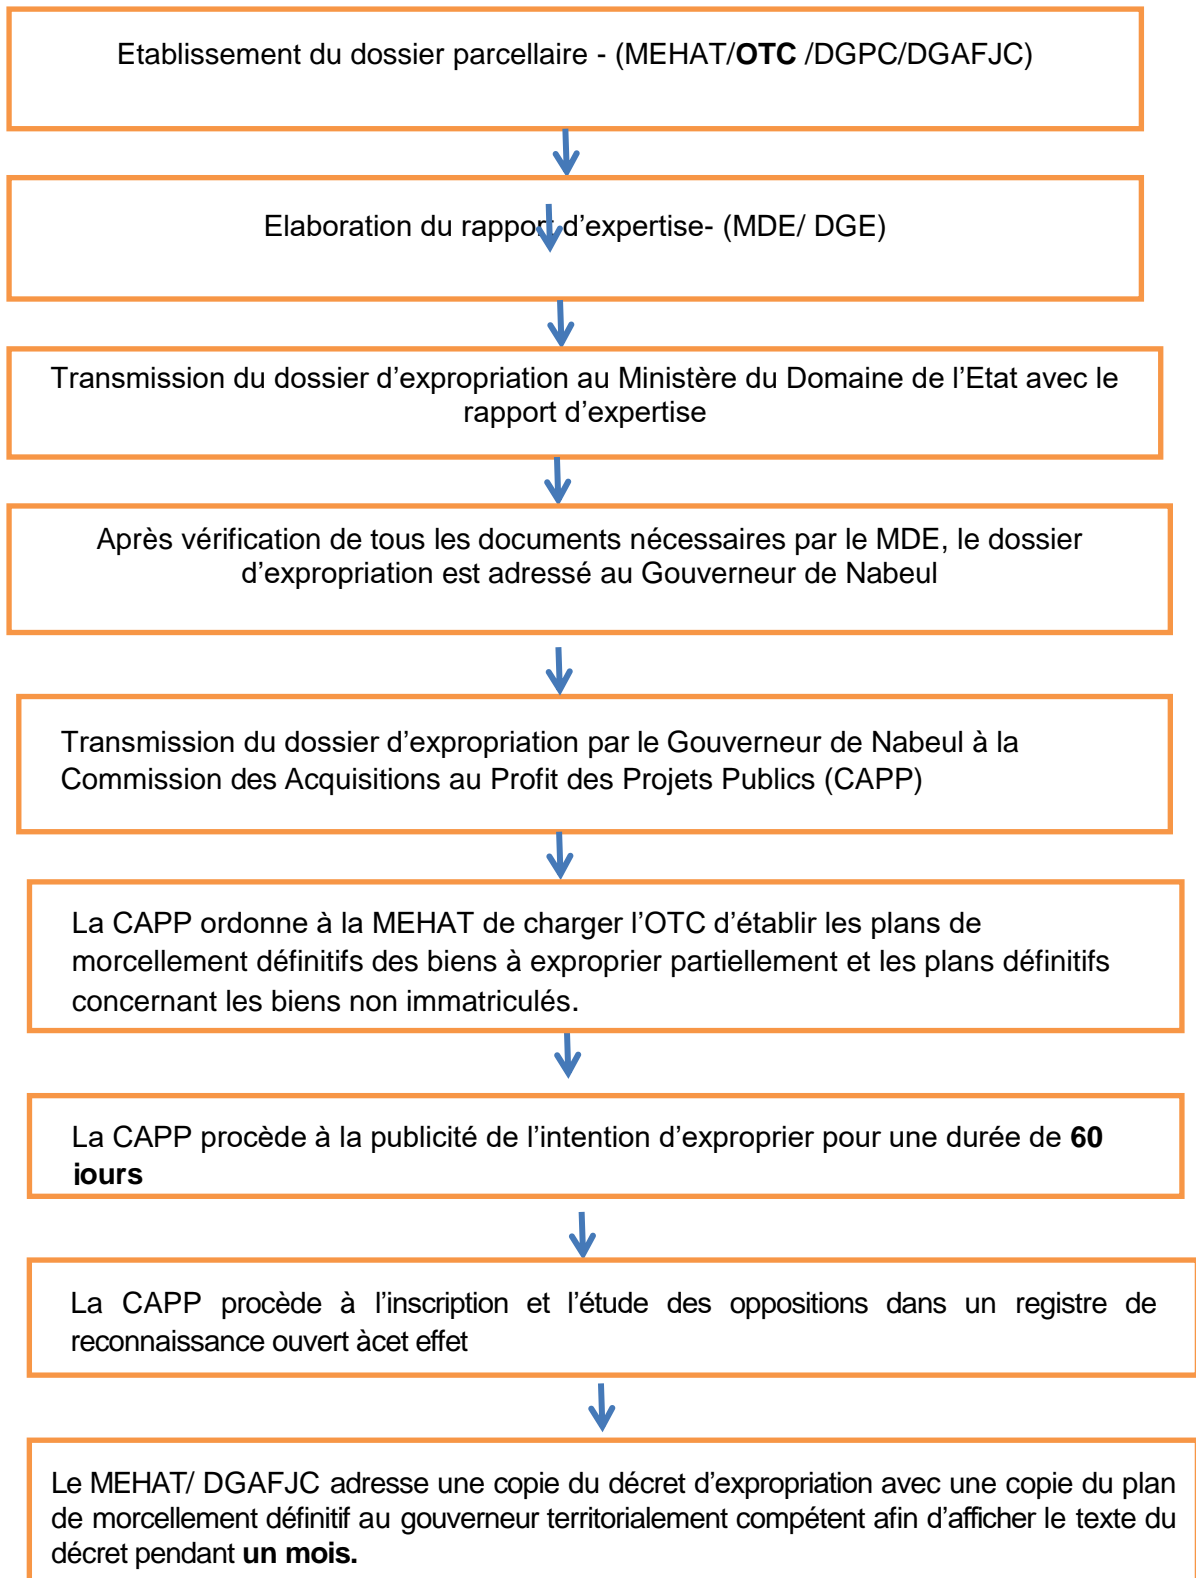 Etablissement du dossier parcellaire - (MEHAT/OTC /DGPC/DGAFJC)
Elaboration du rapport d’expertise- (MDE/ DGE)
Transmission du dossier d’expropriation au Ministère du Domaine de l’Etat avec le
rapport d’expertise
Après vérification de tous les documents nécessaires par le MDE, le dossier
d’expropriation est adressé au Gouverneur de Nabeul
Transmission du dossier d’expropriation par le Gouverneur de Nabeul à la
Commission des Acquisitions au Profit des Projets Publics (CAPP)
La CAPP ordonne à la MEHAT de charger l’OTC d’établir les plans de
morcellement définitifs des biens à exproprier partiellement et les plans définitifs
concernant les biens non immatriculés.
La CAPP procède à la publicité de l’intention d’exproprier pour une durée de 60
jours
La CAPP procède à l’inscription et l’étude des oppositions dans un registre de
reconnaissance ouvert àcet effet
Le MEHAT/ DGAFJC adresse une copie du décret d’expropriation avec une copie du plan
de morcellement définitif au gouverneur territorialement compétent afin d’afficher le texte du
décret pendant un mois.